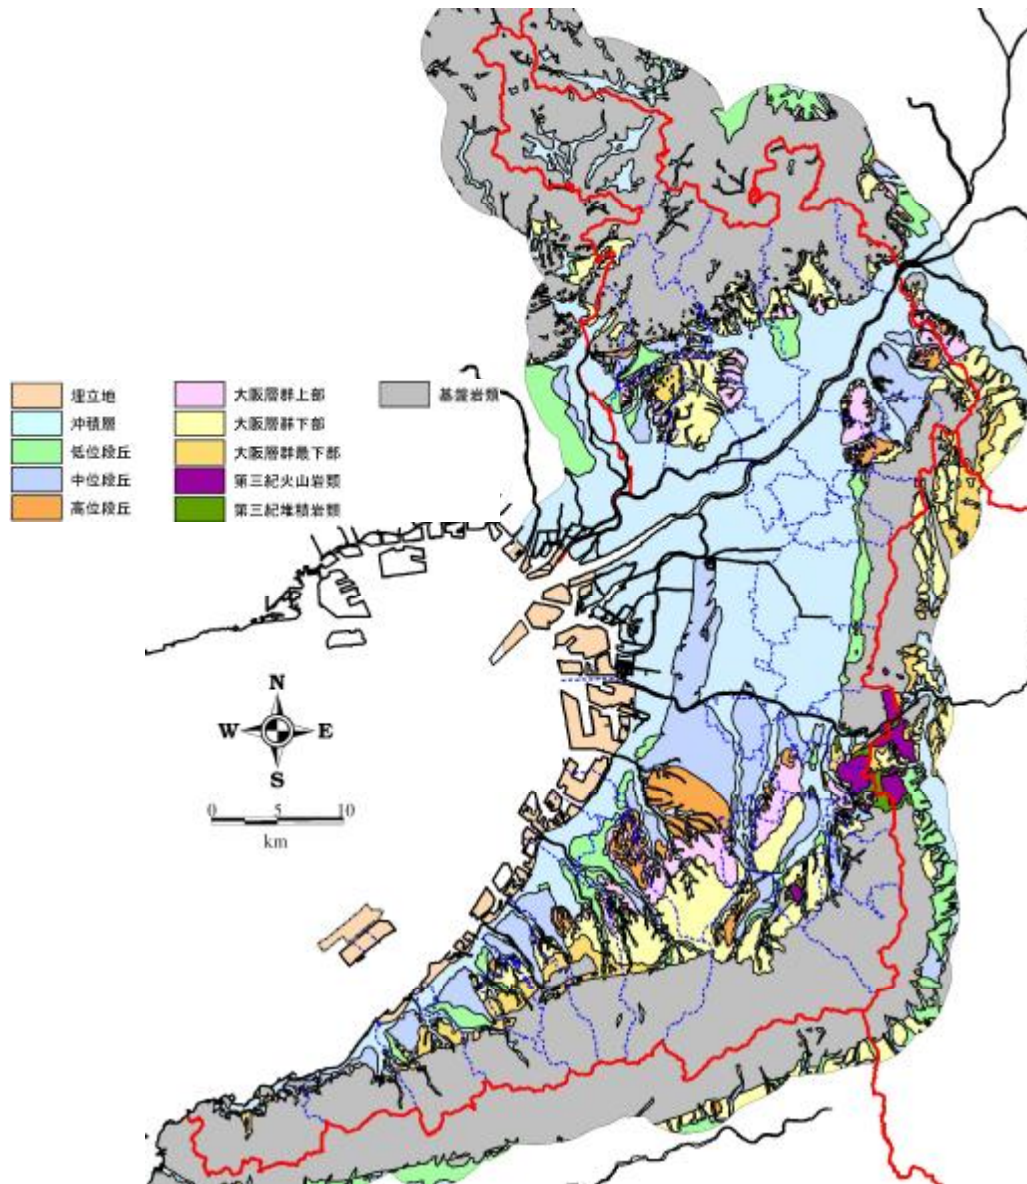 埋立地
沖積層
低位段丘
中位段丘
高位段丘
大阪層群上部
大阪層群下部
大阪層群最下部
第三紀火山岩類
第三紀堆積岩類
基盤岩類
N
W E
S
0 5 10
km